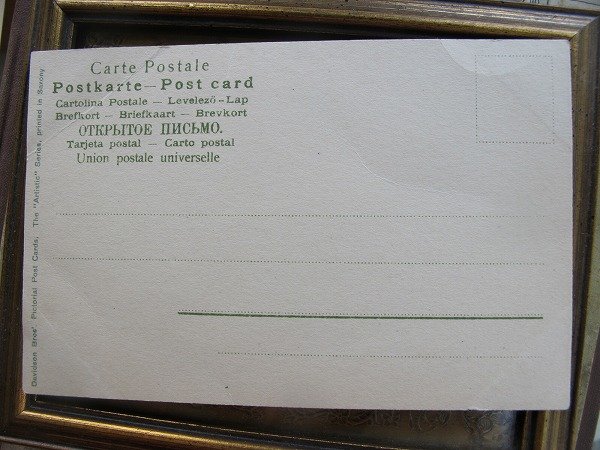 Carte Postale
Postkarte — Post card
Cartolina Postale — Levelező-Lap
Brefkort — Briefkaart — Brevkort
ОТКРЫТОЕ ПИСЬМО.
Tarjeta postal — Carto postal
Union postale universelle
Davidson Bros' Pictorial Post Cards, The "Artistic" Series, printed in Saxony